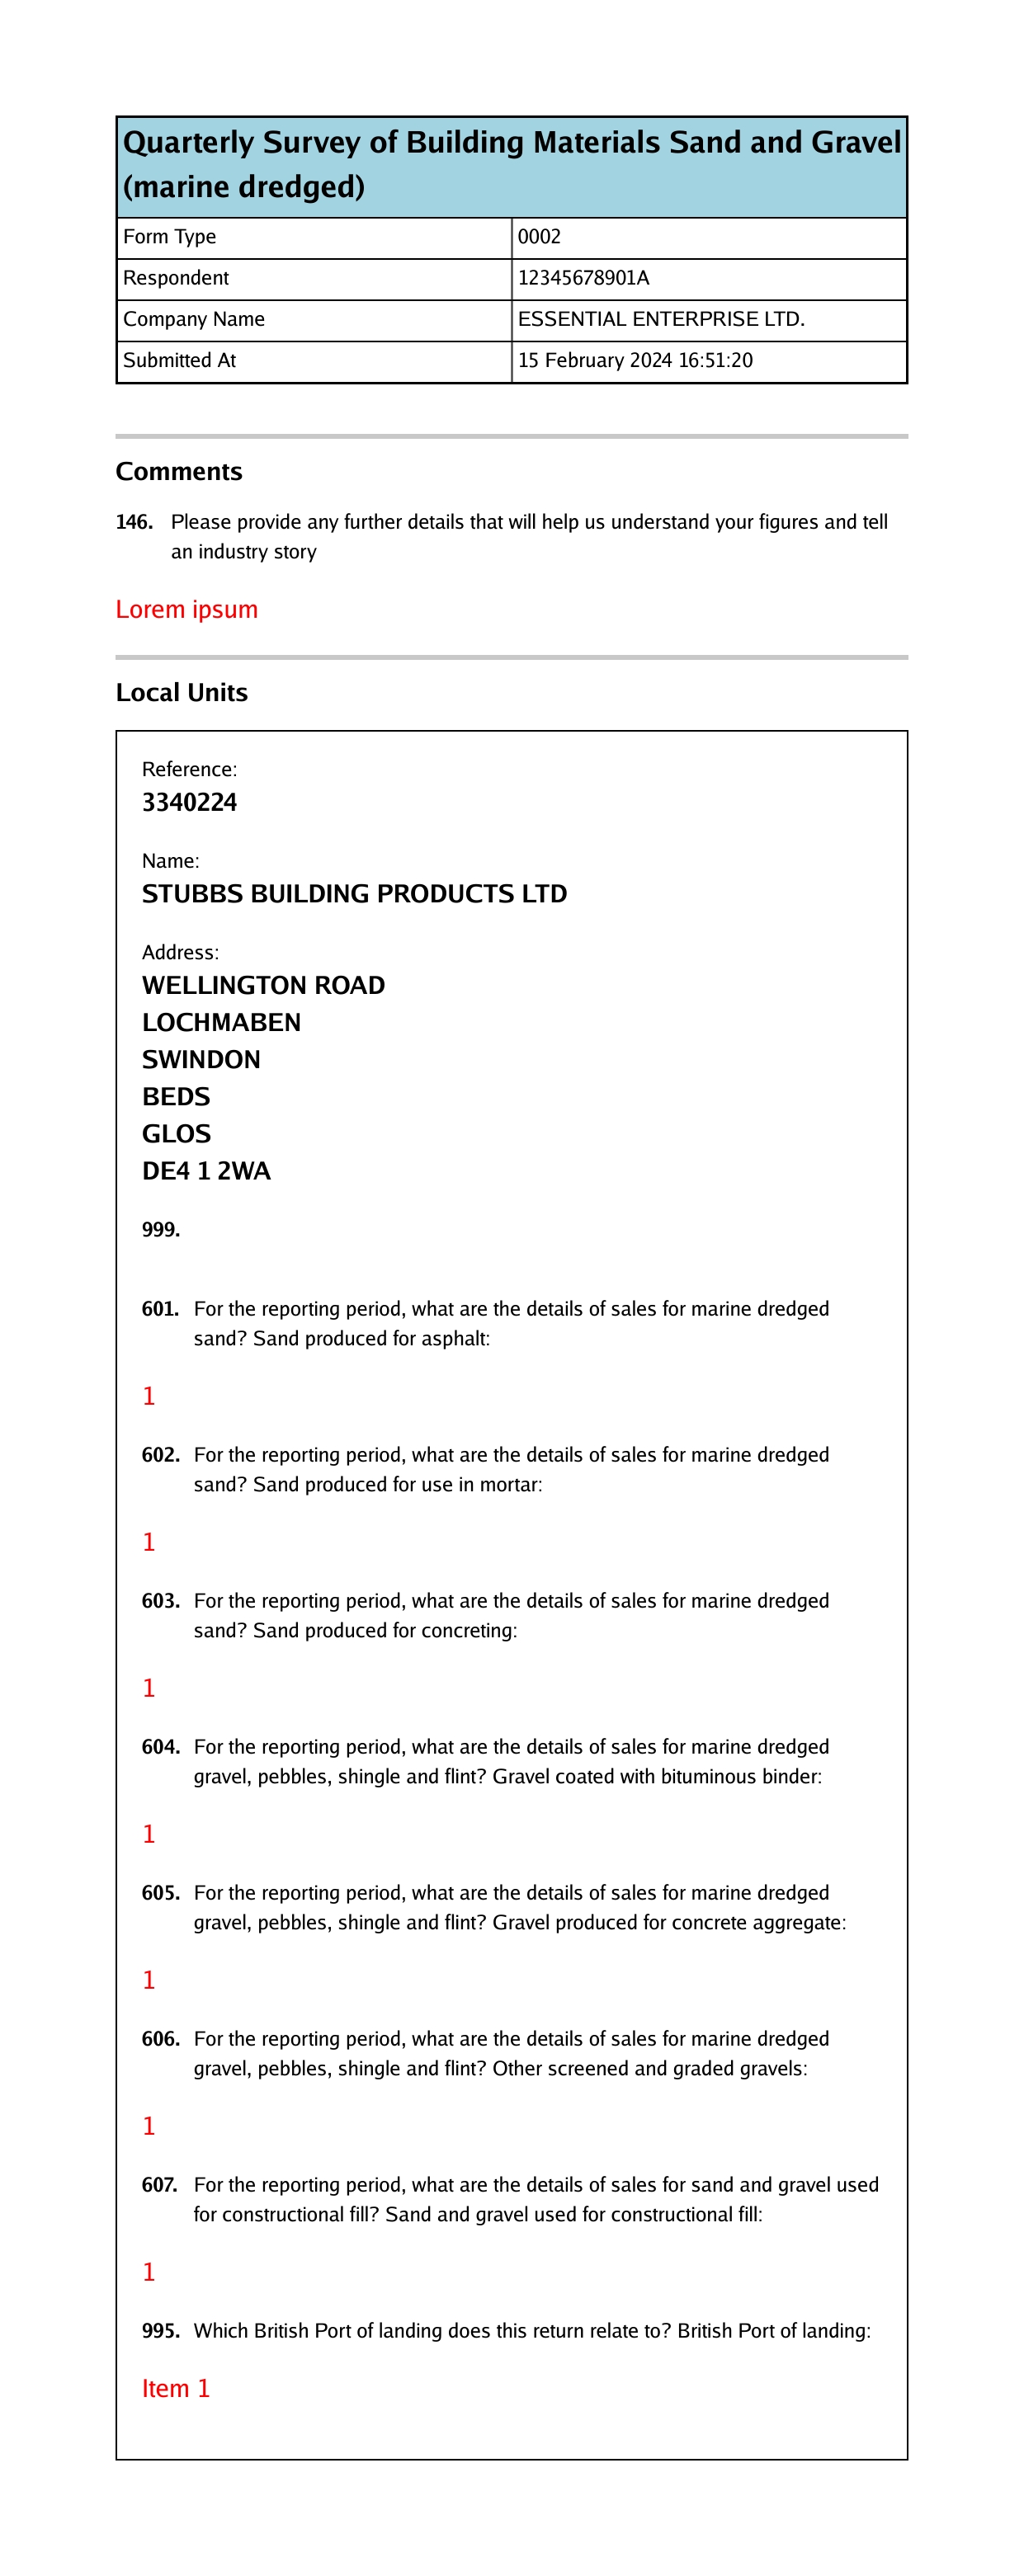 Quarterly Survey of Building Materials Sand and Gravel
(marine dredged)
Form Type 0002
Respondent 12345678901A
Company Name ESSENTIAL ENTERPRISE LTD.
Submitted At 15 February 2024 16:51:20
Comments
146. Please provide any further details that will help us understand your figures and tell
an industry story
Lorem ipsum
Local Units
Reference:
3340224
Name:
STUBBS BUILDING PRODUCTS LTD
Address:
WELLINGTON ROAD
LOCHMABEN
SWINDON
BEDS
GLOS
DE4 1 2WA
999.
601. For the reporting period, what are the details of sales for marine dredged
sand? Sand produced for asphalt:
1
602. For the reporting period, what are the details of sales for marine dredged
sand? Sand produced for use in mortar:
1
603. For the reporting period, what are the details of sales for marine dredged
sand? Sand produced for concreting:
1
604. For the reporting period, what are the details of sales for marine dredged
gravel, pebbles, shingle and flint? Gravel coated with bituminous binder:
1
605. For the reporting period, what are the details of sales for marine dredged
gravel, pebbles, shingle and flint? Gravel produced for concrete aggregate:
1
606. For the reporting period, what are the details of sales for marine dredged
gravel, pebbles, shingle and flint? Other screened and graded gravels:
1
607. For the reporting period, what are the details of sales for sand and gravel used
for constructional fill? Sand and gravel used for constructional fill:
1
995. Which British Port of landing does this return relate to? British Port of landing:
Item 1